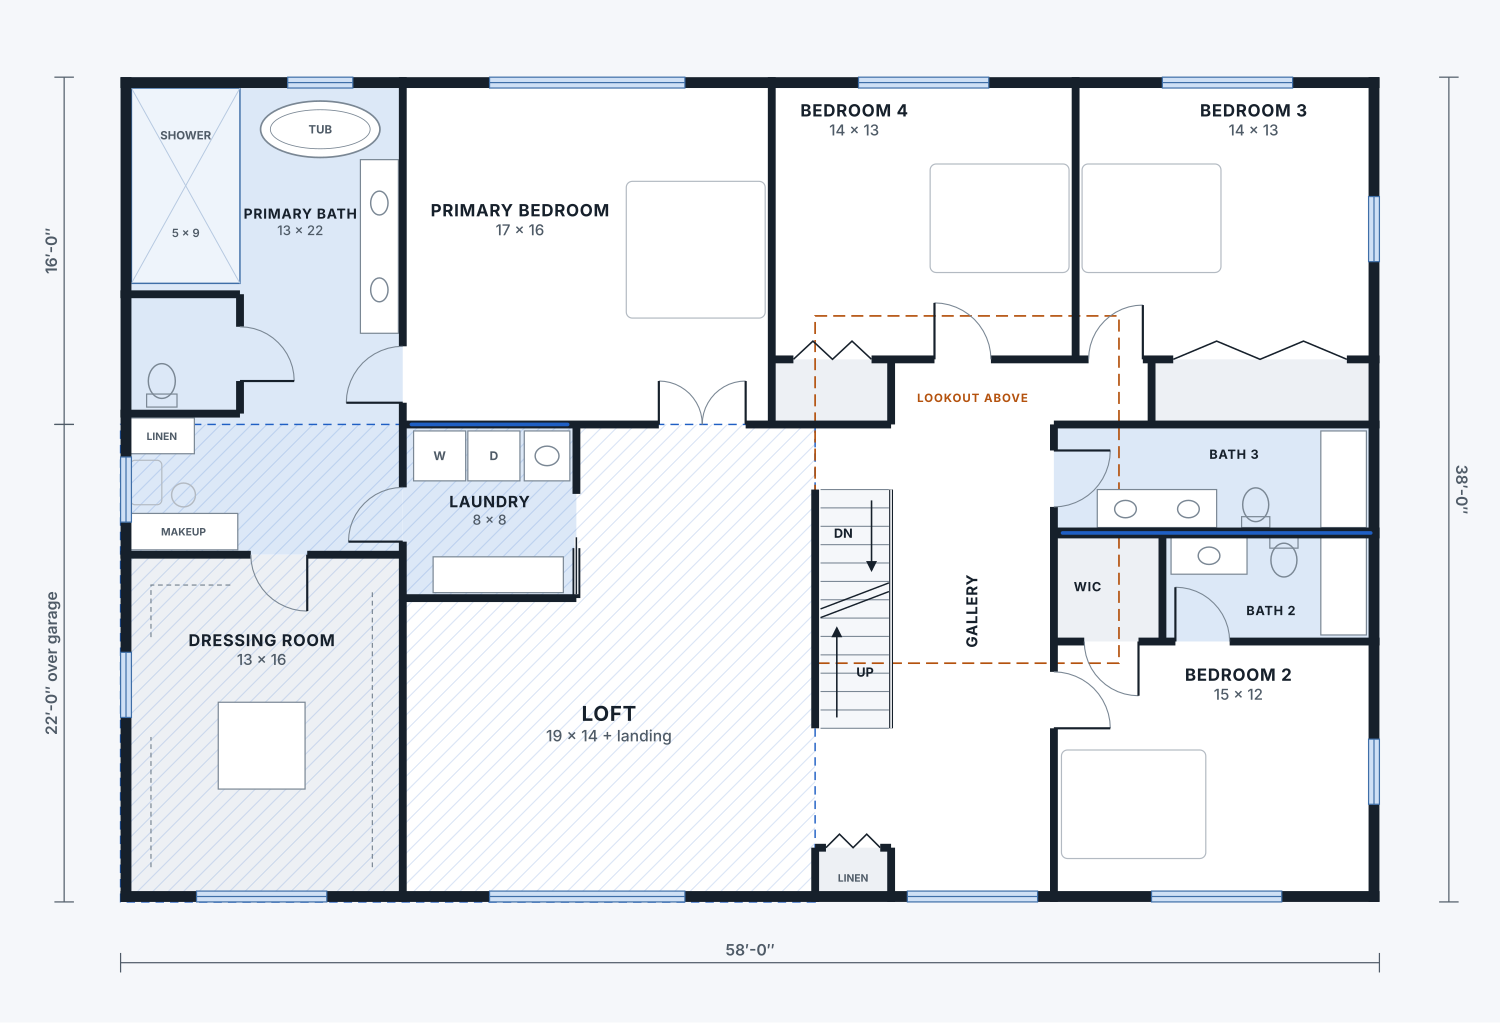 SHOWER
5 × 9
TUB
PRIMARY BATH
13 × 22
PRIMARY BEDROOM
17 × 16
BEDROOM 4
14 × 13
BEDROOM 3
14 × 13
16′-0″
LOOKOUT ABOVE
LINEN
MAKEUP
W
D
LAUNDRY
8 × 8
DN
UP
GALLERY
BATH 3
WIC
BATH 2
38′-0″
22′-0″ over garage
DRESSING ROOM
13 × 16
LOFT
19 × 14 + landing
BEDROOM 2
15 × 12
LINEN
58′-0″